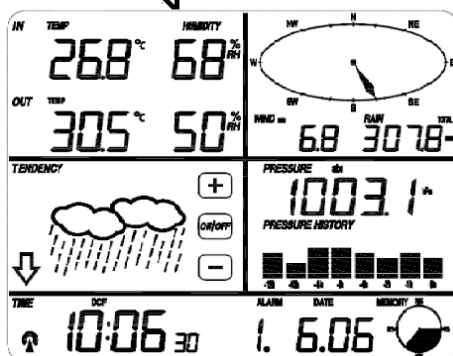 IN TEMP HUMIDITY
26.8 °C 68 % RH
OUT TEMP
30.5 °C 50 % RH
N
NW NE
W E
SW SE
S
WIND RAIN TOTAL
6.8 307.8
TENDENCY
+
ON/OFF
−
PRESSURE abs
1003.1
PRESSURE HISTORY
TIME DCF ALARM DATE MEMORY
10:06 30 1. 6.06